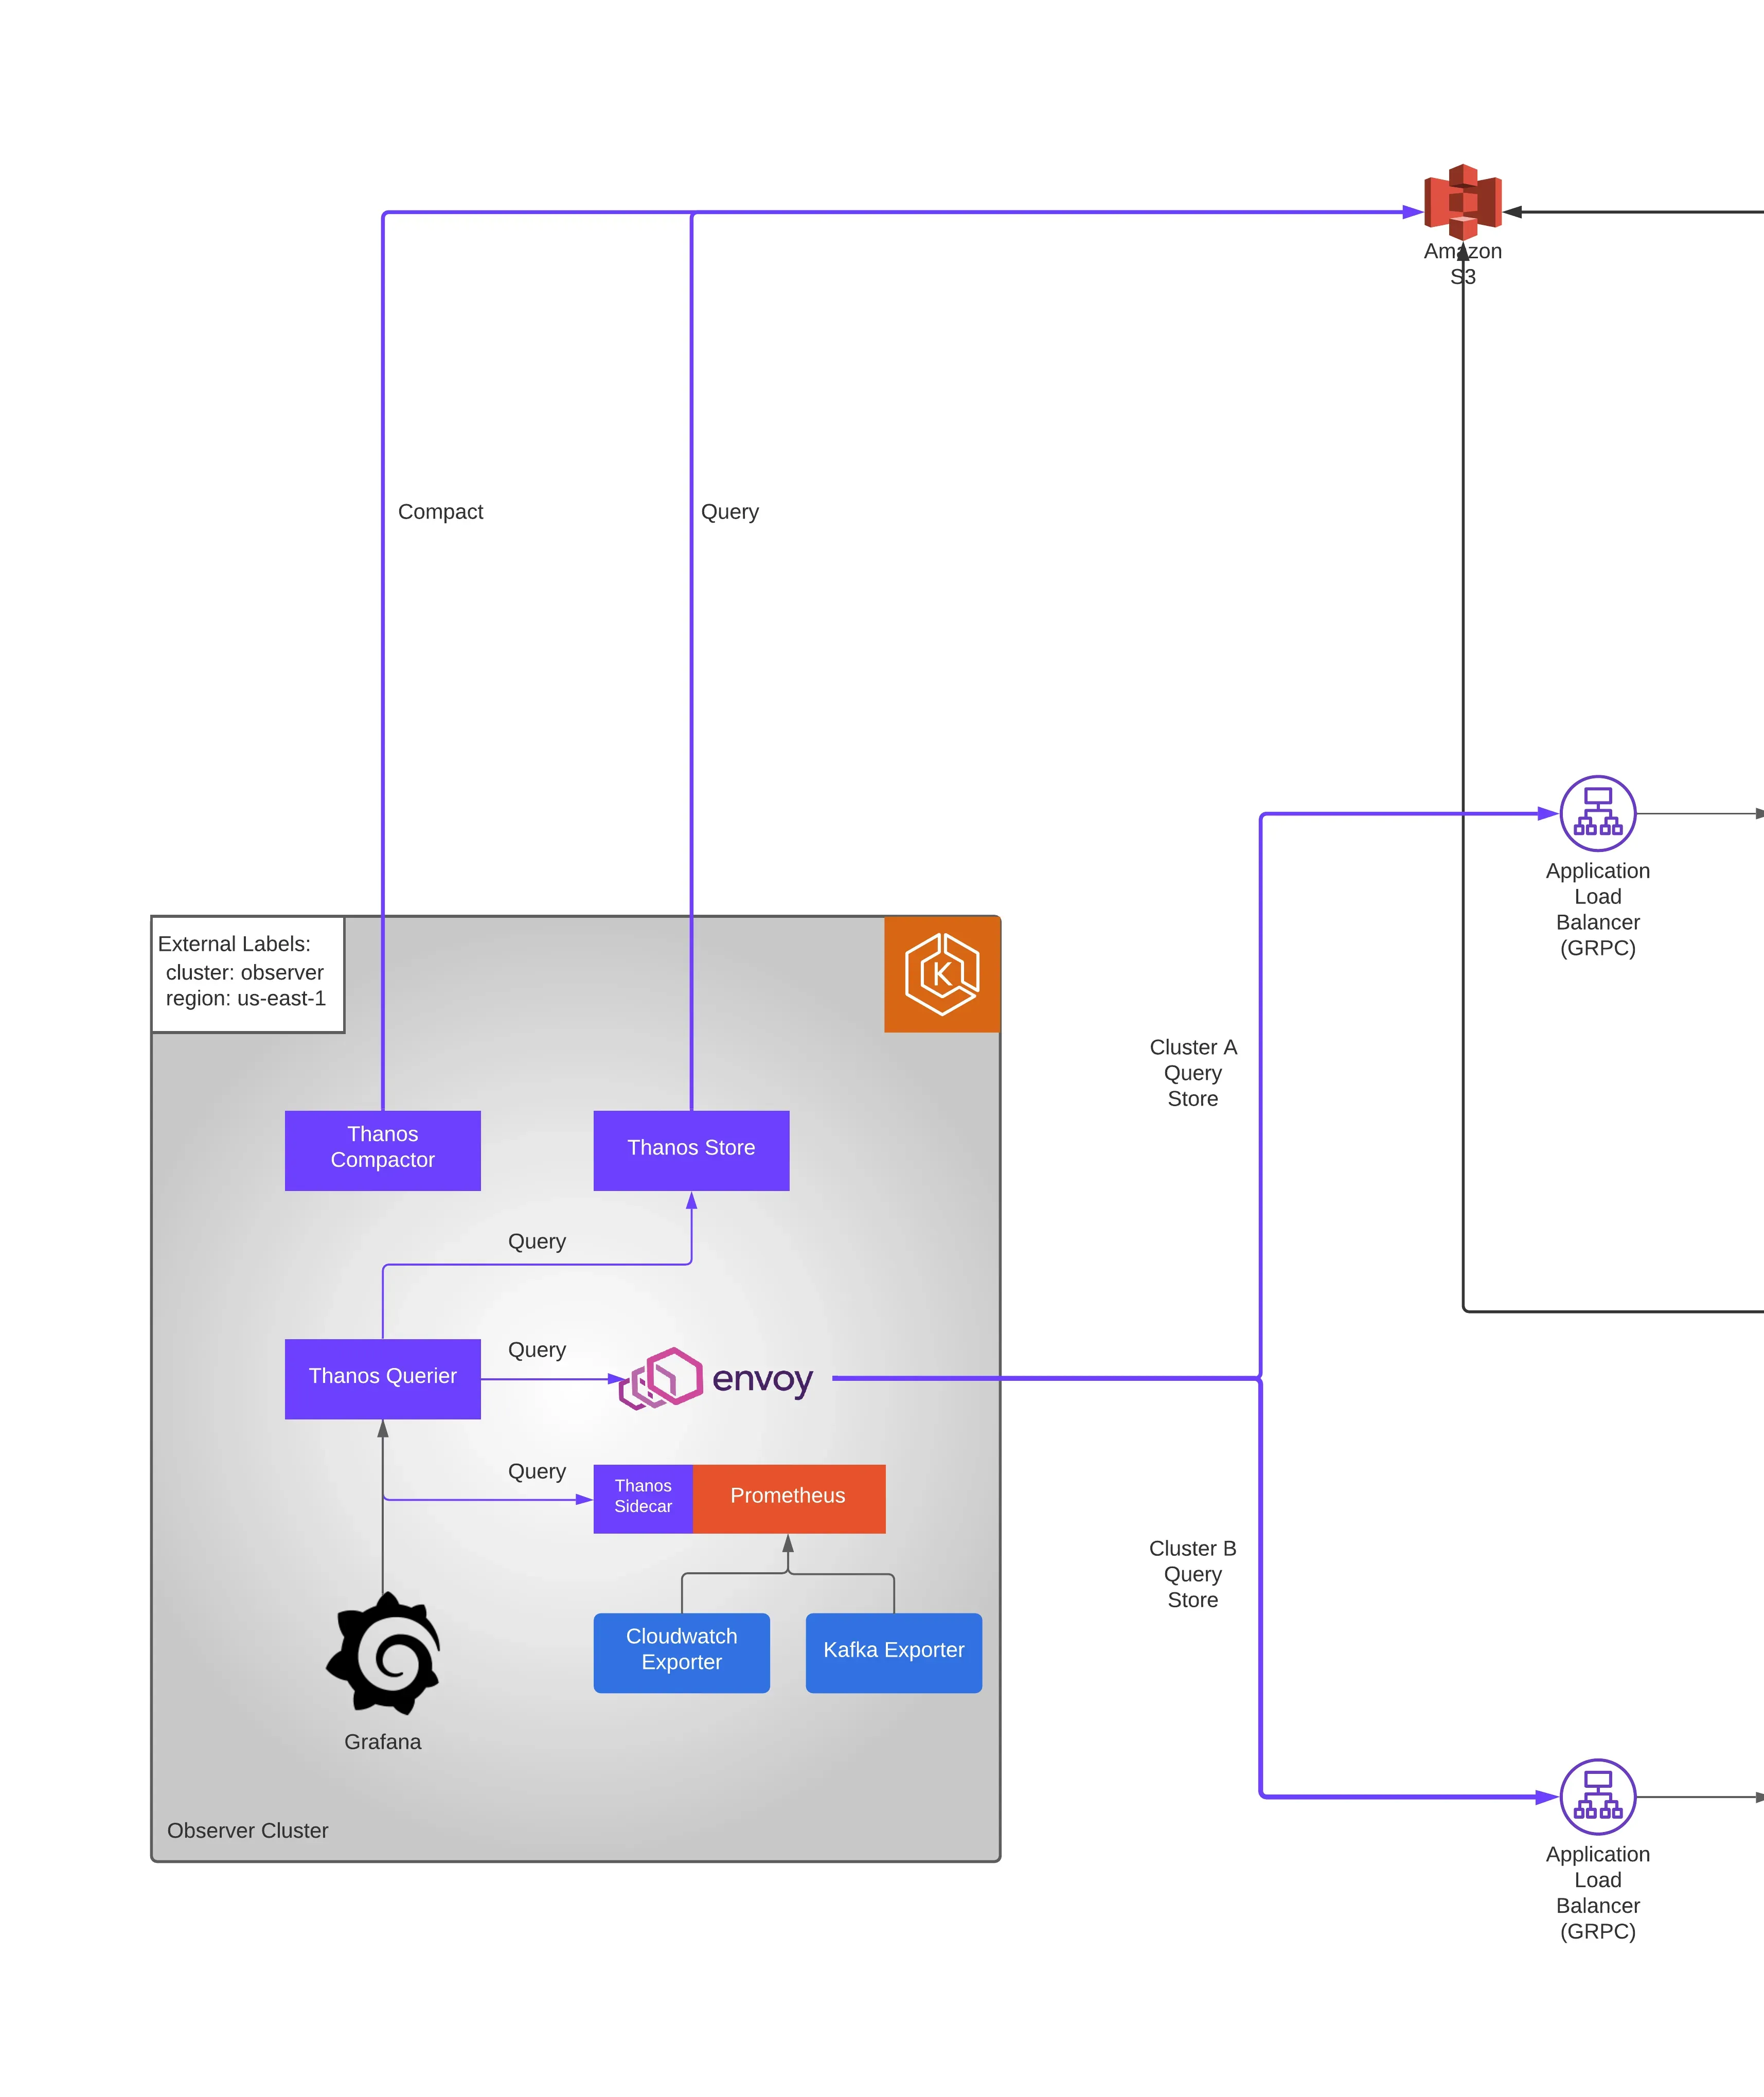 Amazon
S3
Compact
Query
Application
Load
Balancer
(GRPC)
External Labels:
cluster: observer
region: us-east-1
K
Cluster A
Query
Store
Thanos
Compactor
Thanos Store
Query
Thanos Querier
Query
envoy
Query
Thanos
Sidecar
Prometheus
Cluster B
Query
Store
Cloudwatch
Exporter
Kafka Exporter
Grafana
Observer Cluster
Application
Load
Balancer
(GRPC)